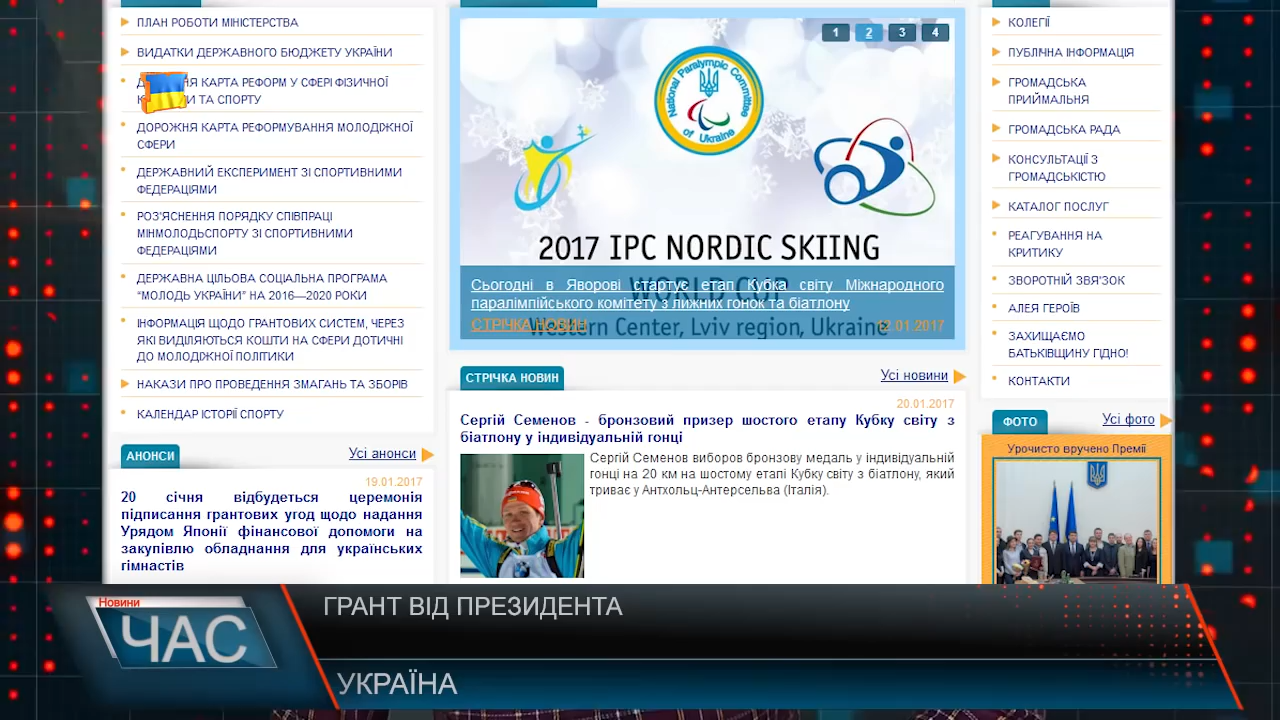 ПЛАН РОБОТИ МІНІСТЕРСТВА
ВИДАТКИ ДЕРЖАВНОГО БЮДЖЕТУ УКРАЇНИ
КАРТА РЕФОРМ У СФЕРІ ФІЗИЧНОЇ
ТА СПОРТУ
ДОРОЖНЯ КАРТА РЕФОРМУВАННЯ МОЛОДІЖНОЇ
СФЕРИ
ДЕРЖАВНИЙ ЕКСПЕРИМЕНТ ЗІ СПОРТИВНИМИ
ФЕДЕРАЦІЯМИ
РОЗ'ЯСНЕННЯ ПОРЯДКУ СПІВПРАЦІ
МІНМОЛОДЬСПОРТУ ЗІ СПОРТИВНИМИ
ФЕДЕРАЦІЯМИ
ДЕРЖАВНА ЦІЛЬОВА СОЦІАЛЬНА ПРОГРАМА
“МОЛОДЬ УКРАЇНИ” НА 2016—2020 РОКИ
ІНФОРМАЦІЯ ЩОДО ГРАНТОВИХ СИСТЕМ, ЧЕРЕЗ
ЯКІ ВИДІЛЯЮТЬСЯ КОШТИ НА СФЕРИ ДОТИЧНІ
ДО МОЛОДІЖНОЇ ПОЛІТИКИ
НАКАЗИ ПРО ПРОВЕДЕННЯ ЗМАГАНЬ ТА ЗБОРІВ
КАЛЕНДАР ІСТОРІЇ СПОРТУ
АНОНСИ
Усі анонси
19.01.2017
20 січня відбудеться церемонія
підписання грантових угод щодо надання
Урядом Японії фінансової допомоги на
закупівлю обладнання для українських
гімнастів
1 2 3 4
National Paralympic Committee
of Ukraine
2017 IPC NORDIC SKIING
WORLD CUP
Сьогодні в Яворові стартує етап Кубка світу Міжнародного
паралімпійського комітету з лижних гонок та біатлону
СТРІЧКА НОВИН
12.01.2017
Western Center, Lviv region, Ukraine
СТРІЧКА НОВИН
Усі новини
20.01.2017
Сергій Семенов - бронзовий призер шостого етапу Кубку світу з
біатлону у індивідуальній гонці
Сергій Семенов виборов бронзову медаль у індивідуальній
гонці на 20 км на шостому етапі Кубку світу з біатлону, який
триває у Антхольц-Антерсельва (Італія).
КОЛЕГІЇ
ПУБЛІЧНА ІНФОРМАЦІЯ
ГРОМАДСЬКА
ПРИЙМАЛЬНЯ
ГРОМАДСЬКА РАДА
КОНСУЛЬТАЦІЇ З
ГРОМАДСЬКІСТЮ
КАТАЛОГ ПОСЛУГ
РЕАГУВАННЯ НА
КРИТИКУ
ЗВОРОТНІЙ ЗВЯ'ЗОК
АЛЕЯ ГЕРОЇВ
ЗАХИЩАЄМО
БАТЬКІВЩИНУ ГІДНО!
КОНТАКТИ
ФОТО
Усі фото
Урочисто вручено Премії
Новини
ЧАС
ГРАНТ ВІД ПРЕЗИДЕНТА
УКРАЇНА